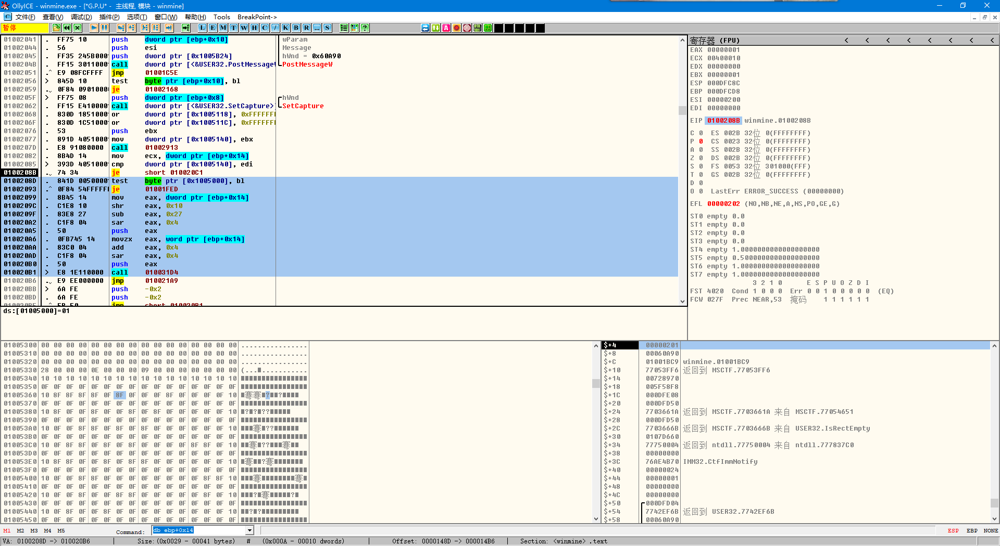 OllyICE - winmine.exe - [*G.P.U* - 主线程, 模块 - winmine]
文件(F) 查看(V) 调试(D) 插件(P) 选项(T) 窗口(W) 帮助(H) Tools BreakPoint->
暂停 L E M T W H C / K B R ... S ?
01002041 . FF75 10 push dword ptr [ebp+0x10] wParam
01002044 . 56 push esi Message
01002045 . FF35 245B000 push dword ptr [0x1005B24] hWnd = 0x60A90
0100204B . FF15 3011000 call dword ptr [<&USER32.PostMessageW PostMessageW
01002051 .^ E9 08FCFFFF jmp 01001C5E
01002056 > 845D 10 test byte ptr [ebp+0x10], bl
01002059 . 0F84 0901000 je 01002168
0100205F > FF75 08 push dword ptr [ebp+0x8] hWnd
01002062 . FF15 E410000 call dword ptr [<&USER32.SetCapture> SetCapture
01002068 . 830D 1851000 or dword ptr [0x1005118], 0xFFFFFF
0100206F . 830D 1C51000 or dword ptr [0x100511C], 0xFFFFFF
01002076 . 53 push ebx
01002077 . 891D 4051000 mov dword ptr [0x1005140], ebx
0100207D . E8 91080000 call 01002913
01002082 . 8B4D 14 mov ecx, dword ptr [ebp+0x14]
01002085 . 393D 4051000 cmp dword ptr [0x1005140], edi
0100208B . 74 34 je short 010020C1
0100208D . 841D 0050000 test byte ptr [0x1005000], bl
01002093 .^ 0F84 54FFFFF je 01001FED
01002099 . 8B45 14 mov eax, dword ptr [ebp+0x14]
0100209C . C1E8 10 shr eax, 0x10
0100209F . 83E8 27 sub eax, 0x27
010020A2 . C1F8 04 sar eax, 0x4
010020A5 . 50 push eax
010020A6 . 0FB745 14 movzx eax, word ptr [ebp+0x14]
010020AA . 83C0 04 add eax, 0x4
010020AD . C1F8 04 sar eax, 0x4
010020B0 . 50 push eax
010020B1 > E8 1E110000 call 010031D4
010020B6 . E9 EE000000 jmp 010021A9
010020BB > 6A FE push -0x2
010020BD . 6A FE push -0x2
ds:[01005000]=01
寄存器 (FPU) < < < < < < < <
EAX 00000001
ECX 00400010
EDX 00000000
EBX 00000001
ESP 000DFC8C
EBP 000DFCD8
ESI 00000200
EDI 00000000
EIP 0100208B winmine.0100208B
C 0 ES 002B 32位 0(FFFFFFFF)
P 0 CS 0023 32位 0(FFFFFFFF)
A 0 SS 002B 32位 0(FFFFFFFF)
Z 0 DS 002B 32位 0(FFFFFFFF)
S 0 FS 0053 32位 301000(FFF)
T 0 GS 002B 32位 0(FFFFFFFF)
D 0
O 0 LastErr ERROR_SUCCESS (00000000)
EFL 00000202 (NO,NB,NE,A,NS,PO,GE,G)
ST0 empty 0.0
ST1 empty 0.0
ST2 empty 0.0
ST3 empty 0.0
ST4 empty 1.0000000000000000000
ST5 empty 0.5000000000000000000
ST6 empty 1.0000000000000000000
ST7 empty 1.0000000000000000000
3 2 1 0 E S P U O Z D I
FST 4020 Cond 1 0 0 0 Err 0 0 1 0 0 0 0 0 (EQ)
FCW 027F Prec NEAR,53 掩码 1 1 1 1 1 1
01005300 00 00 00 00 00 00 00 00 00 00 00 00 00 00 00 00 ................
01005310 00 00 00 00 00 00 00 00 00 00 00 00 00 00 00 00 ................
01005320 00 00 00 00 00 00 00 00 00 00 00 00 00 00 00 00 ................
01005330 28 00 00 00 0E 00 00 00 09 00 00 00 00 00 00 00
01005340 10 10 10 10 10 10 10 10 10 10 10 10 10 10 10 10
01005350 0F 0F 0F 0F 0F 0F 0F 0F 0F 0F 0F 0F 0F 0F 0F 0F
01005360 10 8F 8F 8F 8F 0F 8F 0F 0F 0F 8F 0F 0F 0F 0F 10
01005370 0F 0F 0F 0F 0F 0F 0F 0F 0F 0F 0F 0F 0F 0F 0F 0F
01005380 10 8F 0F 8F 0F 0F 0F 8F 0F 8F 0F 0F 0F 0F 0F 10
01005390 0F 0F 0F 0F 0F 0F 0F 0F 0F 0F 0F 0F 0F 0F 0F 0F
010053A0 10 0F 0F 8F 8F 0F 8F 0F 8F 0F 0F 0F 0F 0F 0F 10
010053B0 0F 0F 0F 0F 0F 0F 0F 0F 0F 0F 0F 0F 0F 0F 0F 0F
010053C0 10 0F 8F 8F 0F 8F 0F 8F 0F 0F 0F 0F 8F 8F 0F 10
010053D0 0F 0F 0F 0F 0F 0F 0F 0F 0F 0F 0F 0F 0F 0F 0F 0F
010053E0 10 8F 8F 0F 0F 8F 0F 8F 8F 0F 0F 0F 0F 0F 0F 10
010053F0 0F 0F 0F 0F 0F 0F 0F 0F 0F 0F 0F 0F 0F 0F 0F 0F
01005400 10 0F 0F 8F 8F 0F 0F 0F 0F 0F 0F 0F 0F 8F 8F 10
01005410 0F 0F 0F 0F 0F 0F 0F 0F 0F 0F 0F 0F 0F 0F 0F 0F
01005420 10 0F 0F 8F 0F 8F 8F 0F 0F 0F 0F 0F 0F 8F 0F 10
01005430 0F 0F 0F 0F 0F 0F 0F 0F 0F 0F 0F 0F 0F 0F 0F 0F
01005440 10 0F 8F 0F 8F 0F 0F 0F 0F 0F 0F 0F 0F 0F 0F 10
01005450 0F 0F 0F 0F 0F 0F 0F 0F 0F 0F 0F 0F 0F 0F 0F 0F
$+4 00000201
$+8 00060A90
$+C 01001BC9 winmine.01001BC9
$+10 77053FF6 返回到 MSCTF.77053FF6
$+14 00728970
$+18 005F58F8
$+1C 000DFE08
$+20 000DFD50
$+24 7703661A 返回到 MSCTF.7703661A 来自 MSCTF.77054651
$+28 000DFD50
$+2C 7703666B 返回到 MSCTF.7703666B 来自 USER32.IsRectEmpty
$+30 0107D660
$+34 77750004 返回到 ntdll.77750004 来自 ntdll.777837C0
$+38 00000000
$+3C 76AE4B70 IMM32.CtfImmNotify
$+40 00000024
$+44 00000001
$+48 00000000
$+4C 00000000
$+50 000DFD04
$+54 7742EF6B 返回到 USER32.7742EF6B
$+58 00060A90
M1 M2 M3 M4 M5 Command: db ebp+0x14 ESP EBP NONE
VA: 0100208D -> 010020B6 Size:(0x0029 - 00041 bytes) # (0x000A - 00010 dwords) Offset: 0000148D -> 000014B6 Section: <winmine> .text